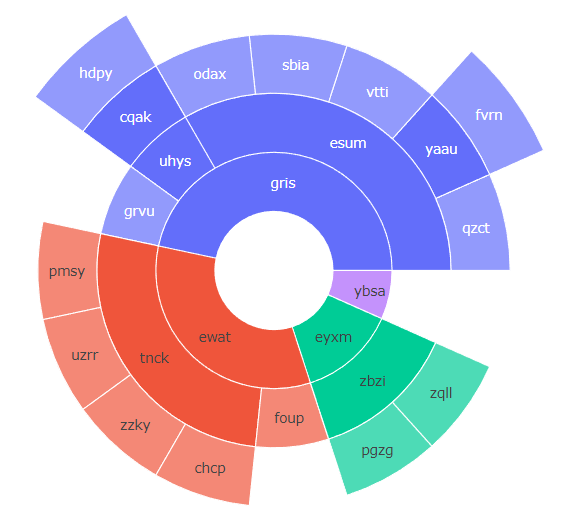 hdpy
odax
sbia
vtti
fvrn
cqak
esum
yaau
uhys
gris
grvu
qzct
pmsy
ybsa
ewat
eyxm
uzrr
tnck
zbzi
zqll
foup
zzky
pgzg
chcp